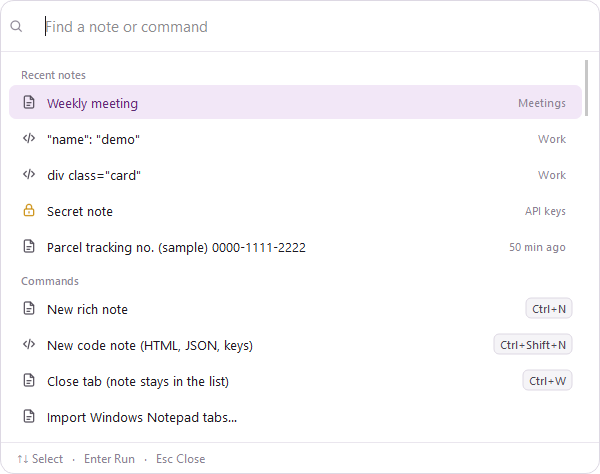 Find a note or command
Recent notes
Weekly meeting Meetings
"name": "demo" Work
div class="card" Work
Secret note API keys
Parcel tracking no. (sample) 0000-1111-2222 50 min ago
Commands
New rich note Ctrl+N
New code note (HTML, JSON, keys) Ctrl+Shift+N
Close tab (note stays in the list) Ctrl+W
Import Windows Notepad tabs...
↑↓ Select · Enter Run · Esc Close